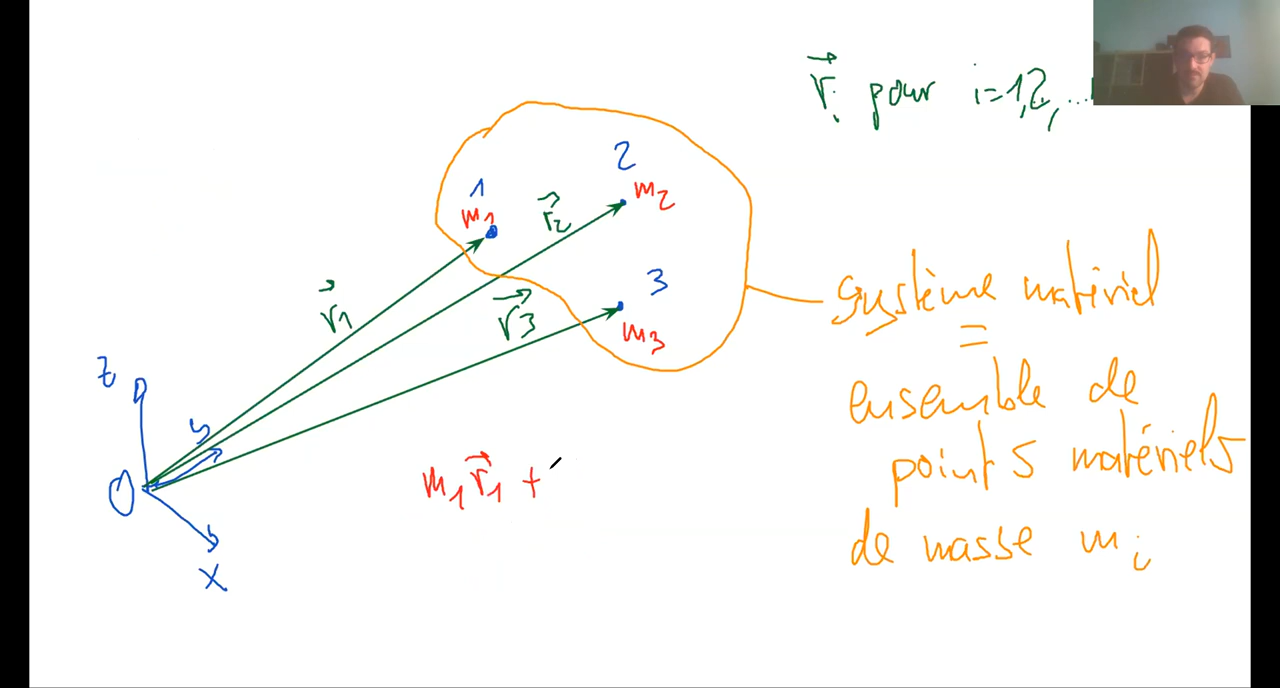 r⃗ᵢ pour i=1,2,...
2
1
m₂
m₁
r⃗₂
3
système matériel
r⃗₁
r⃗₃
m₃
=
z
ensemble de
y
points matériels
m₁r⃗₁ +
O
de masse mᵢ
x